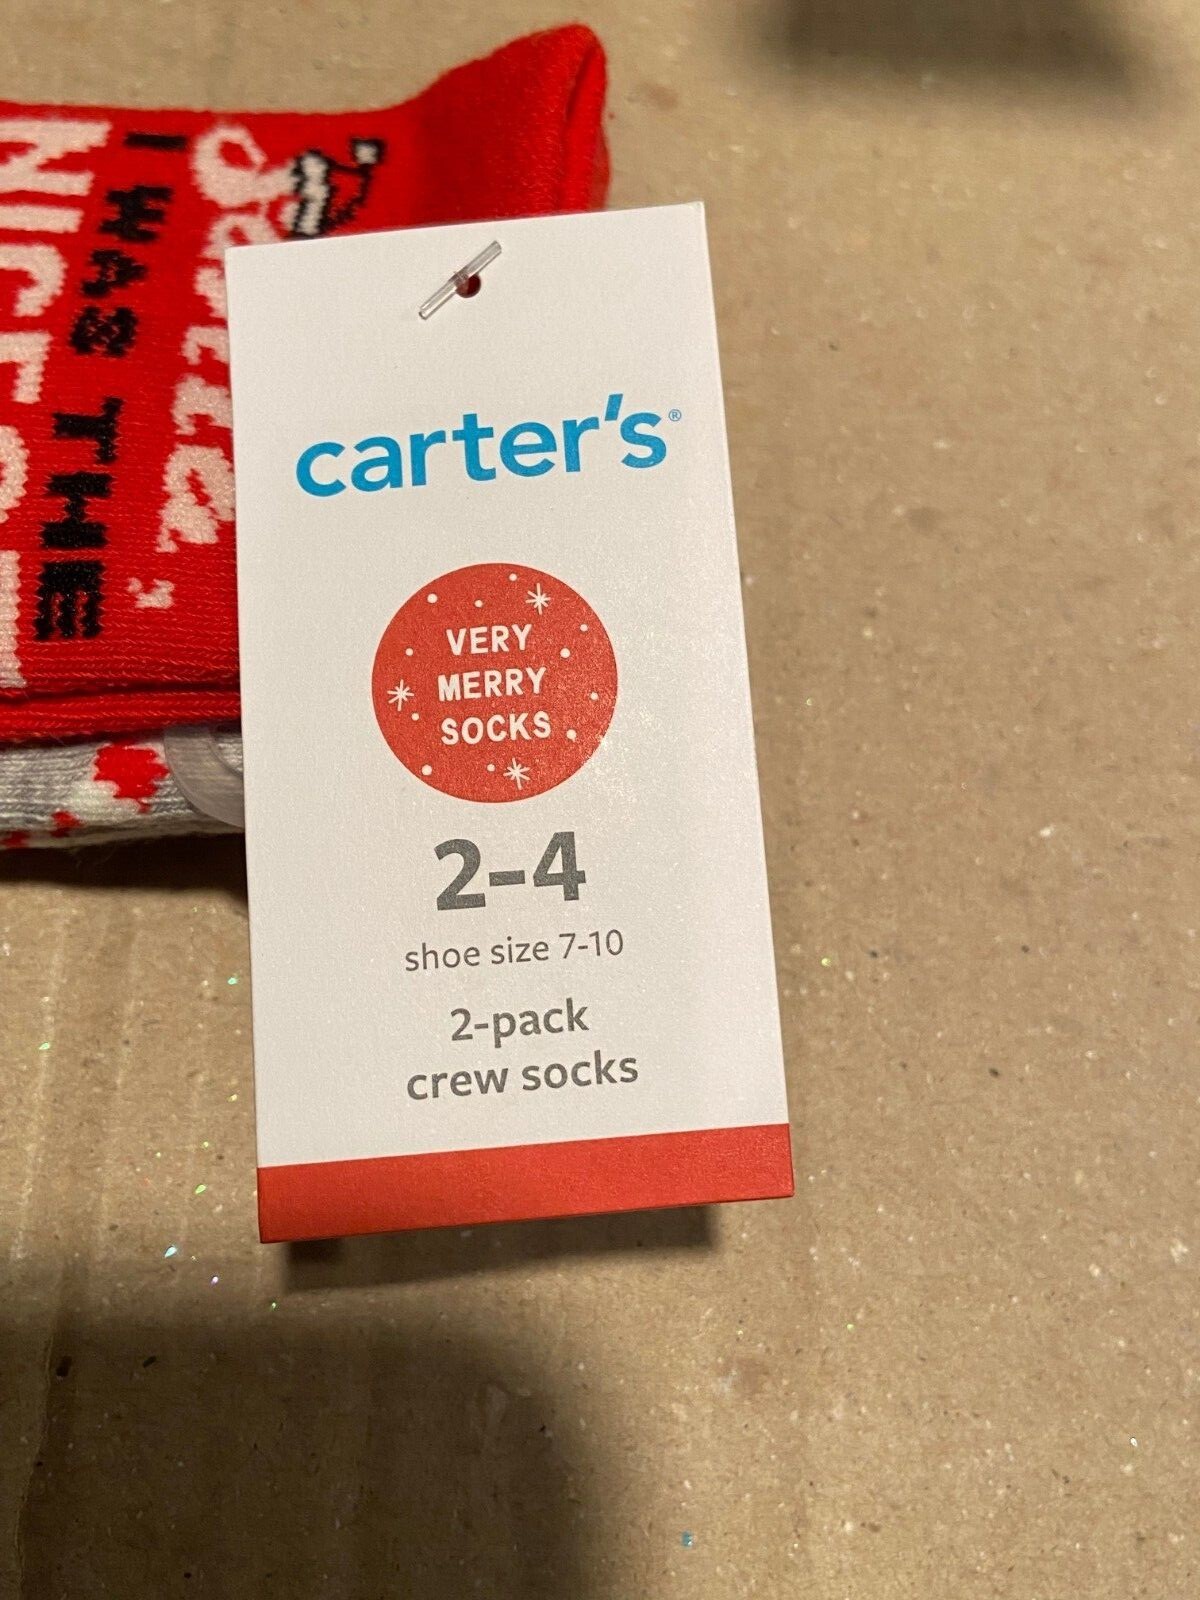 I WAS THE
carter's®
VERY
MERRY
SOCKS
2-4
shoe size 7-10
2-pack
crew socks